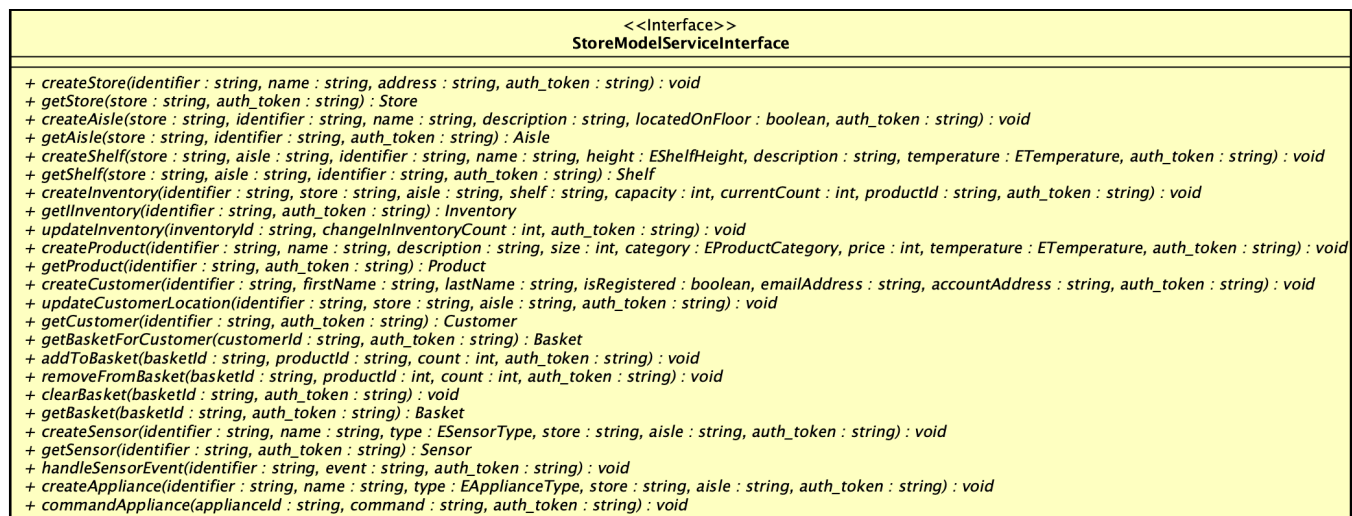 <<Interface>>
StoreModelServiceInterface
+ createStore(identifier : string, name : string, address : string, auth_token : string) : void
+ getStore(store : string, auth_token : string) : Store
+ createAisle(store : string, identifier : string, name : string, description : string, locatedOnFloor : boolean, auth_token : string) : void
+ getAisle(store : string, identifier : string, auth_token : string) : Aisle
+ createShelf(store : string, aisle : string, identifier : string, name : string, height : EShelfHeight, description : string, temperature : ETemperature, auth_token : string) : void
+ getShelf(store : string, aisle : string, identifier : string, auth_token : string) : Shelf
+ createInventory(identifier : string, store : string, aisle : string, shelf : string, capacity : int, currentCount : int, productId : string, auth_token : string) : void
+ getIInventory(identifier : string, auth_token : string) : Inventory
+ updateInventory(inventoryId : string, changeInInventoryCount : int, auth_token : string) : void
+ createProduct(identifier : string, name : string, description : string, size : int, category : EProductCategory, price : int, temperature : ETemperature, auth_token : string) : void
+ getProduct(identifier : string, auth_token : string) : Product
+ createCustomer(identifier : string, firstName : string, lastName : string, isRegistered : boolean, emailAddress : string, accountAddress : string, auth_token : string) : void
+ updateCustomerLocation(identifier : string, store : string, aisle : string, auth_token : string) : void
+ getCustomer(identifier : string, auth_token : string) : Customer
+ getBasketForCustomer(customerId : string, auth_token : string) : Basket
+ addToBasket(basketId : string, productId : string, count : int, auth_token : string) : void
+ removeFromBasket(basketId : string, productId : int, count : int, auth_token : string) : void
+ clearBasket(basketId : string, auth_token : string) : void
+ getBasket(basketId : string, auth_token : string) : Basket
+ createSensor(identifier : string, name : string, type : ESensorType, store : string, aisle : string, auth_token : string) : void
+ getSensor(identifier : string, auth_token : string) : Sensor
+ handleSensorEvent(identifier : string, event : string, auth_token : string) : void
+ createAppliance(identifier : string, name : string, type : EApplianceType, store : string, aisle : string, auth_token : string) : void
+ commandAppliance(applianceId : string, command : string, auth_token : string) : void